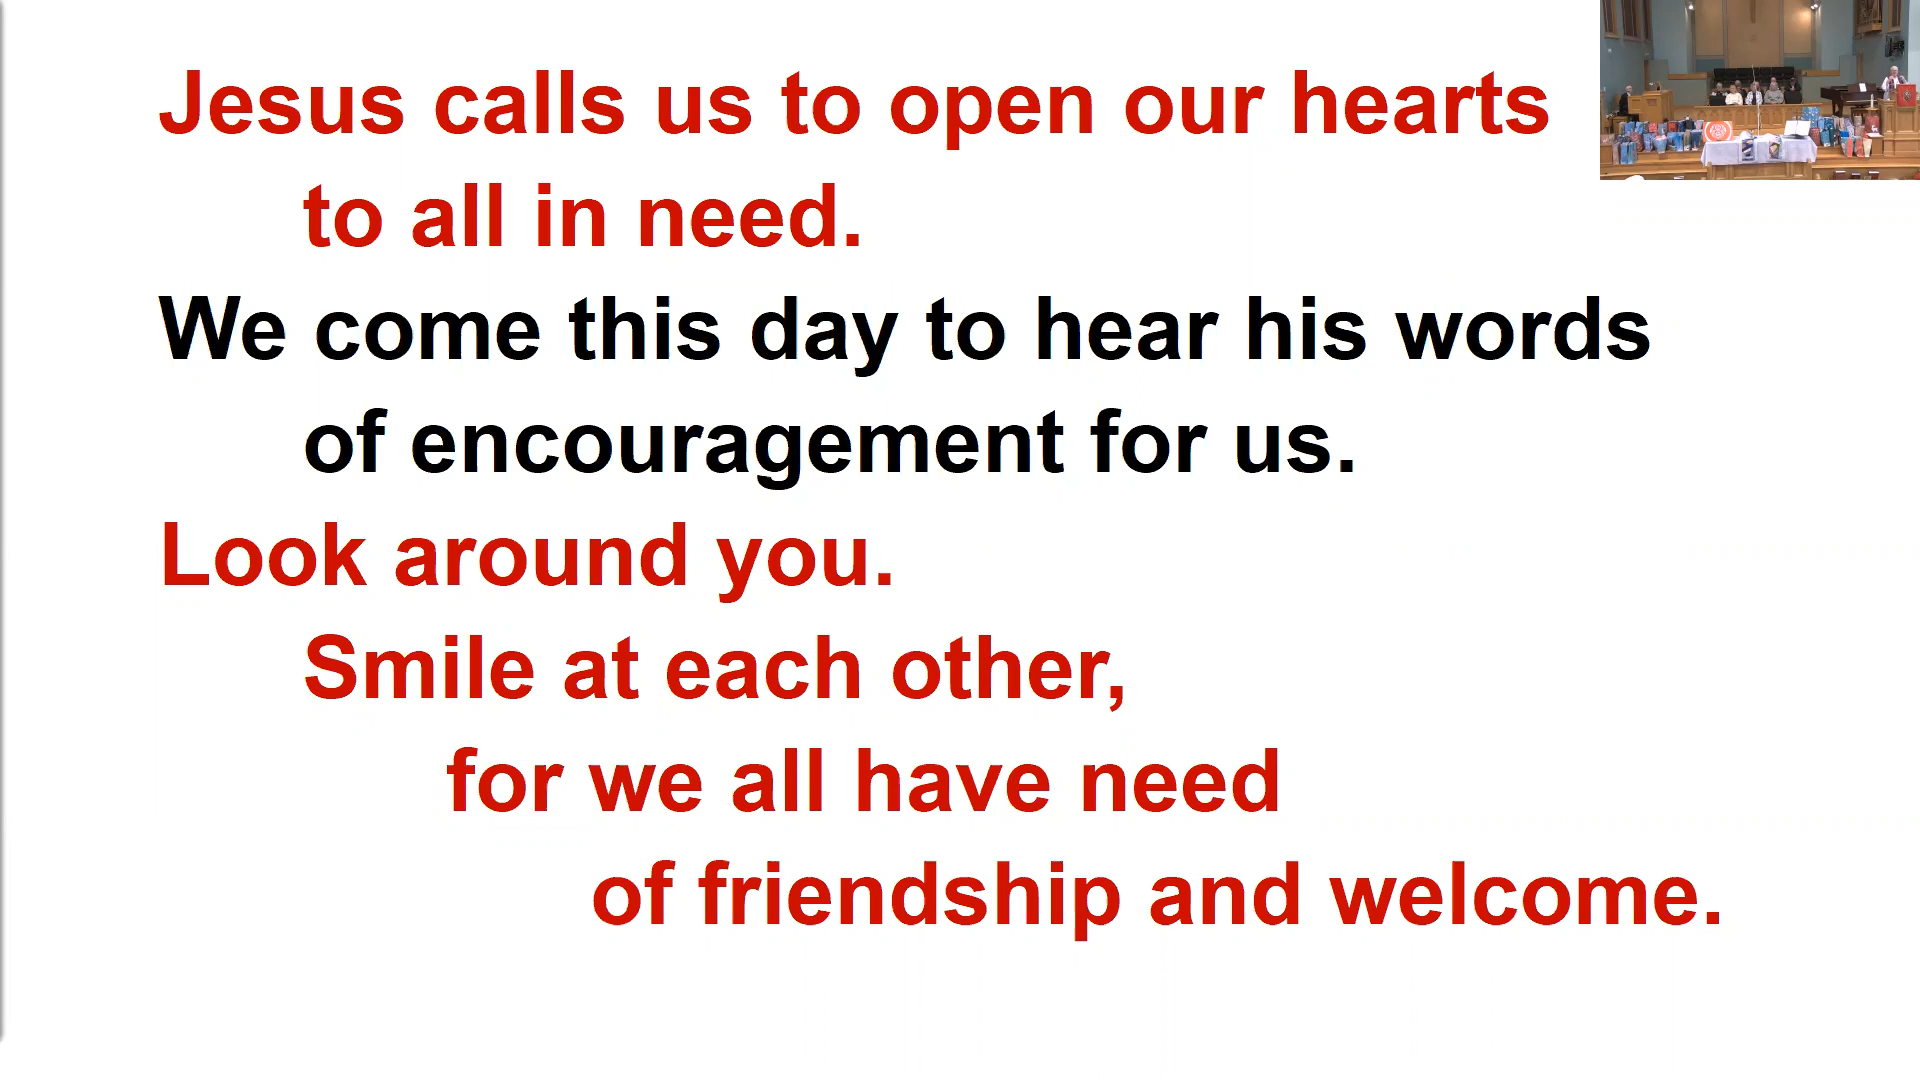 Jesus calls us to open our hearts
to all in need.
We come this day to hear his words
of encouragement for us.
Look around you.
Smile at each other,
for we all have need
of friendship and welcome.